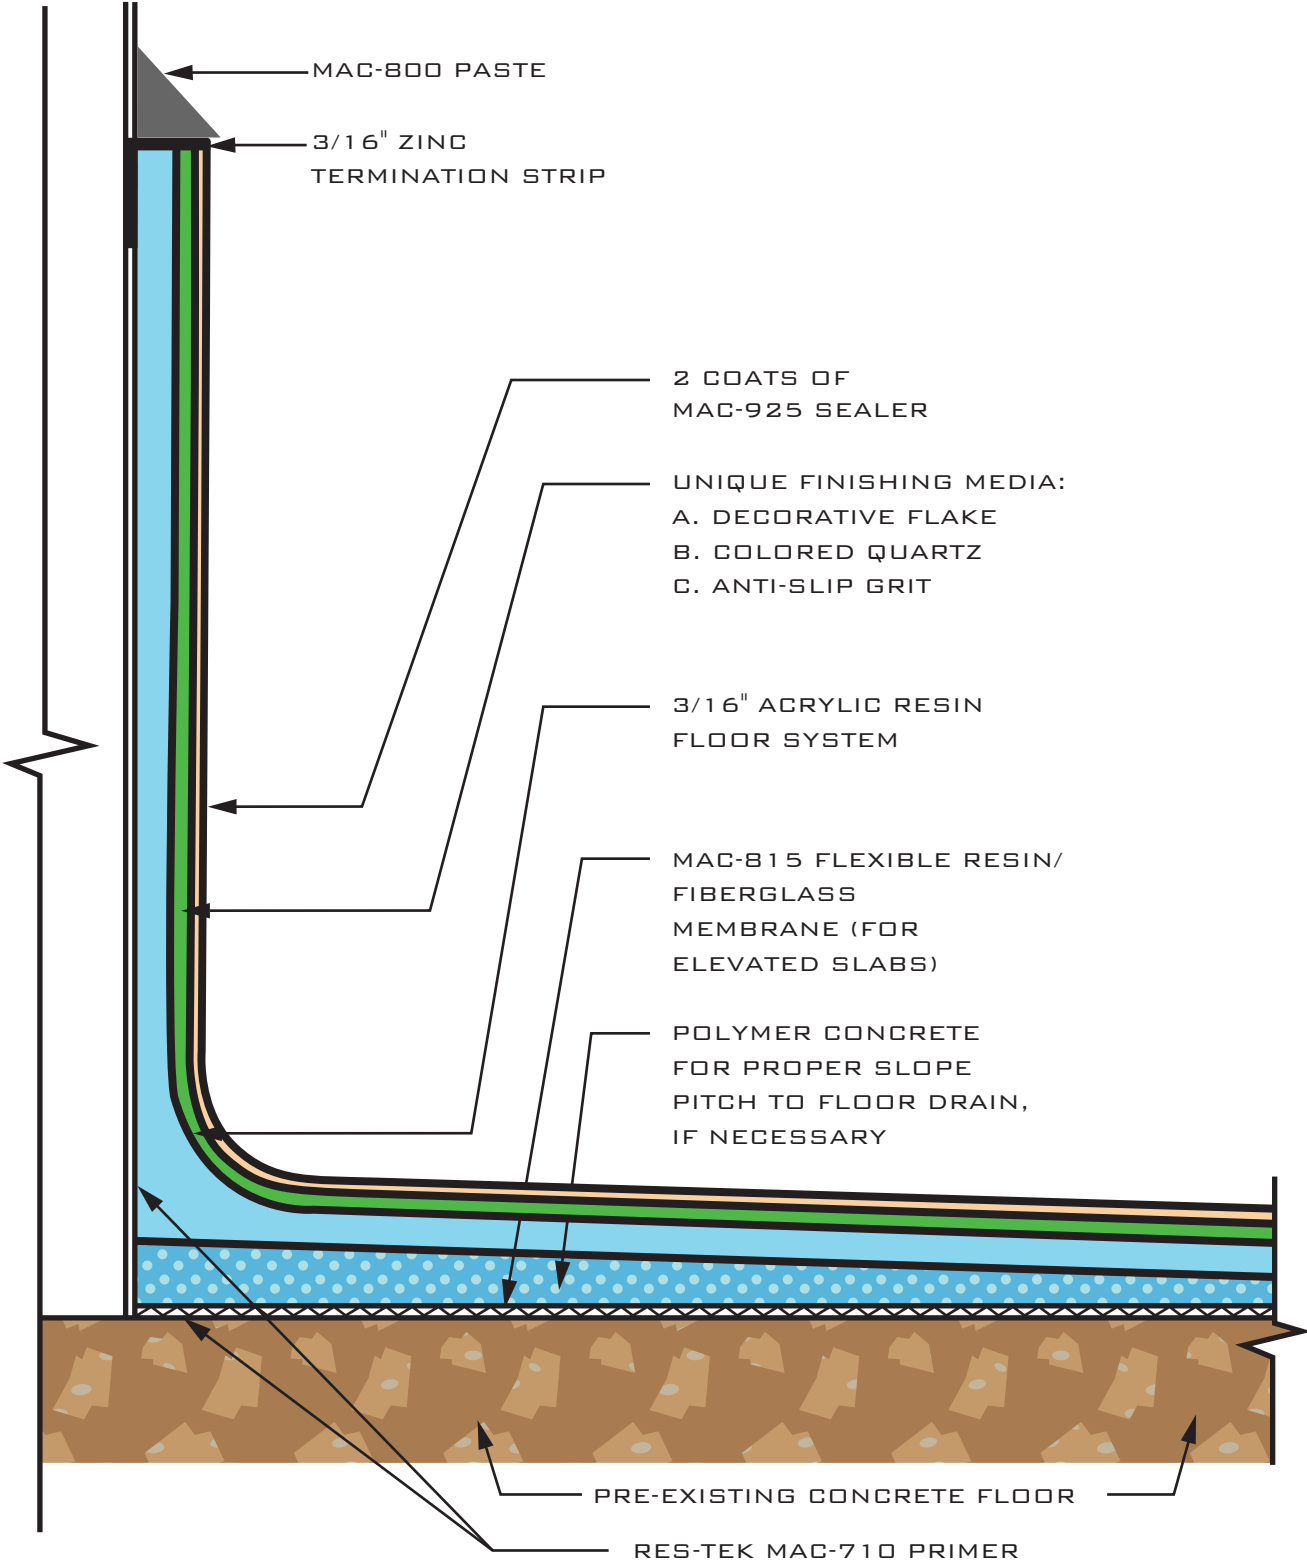 MAC-800 PASTE
3/16" ZINC
TERMINATION STRIP
2 COATS OF
MAC-925 SEALER
UNIQUE FINISHING MEDIA:
A. DECORATIVE FLAKE
B. COLORED QUARTZ
C. ANTI-SLIP GRIT
3/16" ACRYLIC RESIN
FLOOR SYSTEM
MAC-815 FLEXIBLE RESIN/
FIBERGLASS
MEMBRANE (FOR
ELEVATED SLABS)
POLYMER CONCRETE
FOR PROPER SLOPE
PITCH TO FLOOR DRAIN,
IF NECESSARY
PRE-EXISTING CONCRETE FLOOR
RES-TEK MAC-710 PRIMER